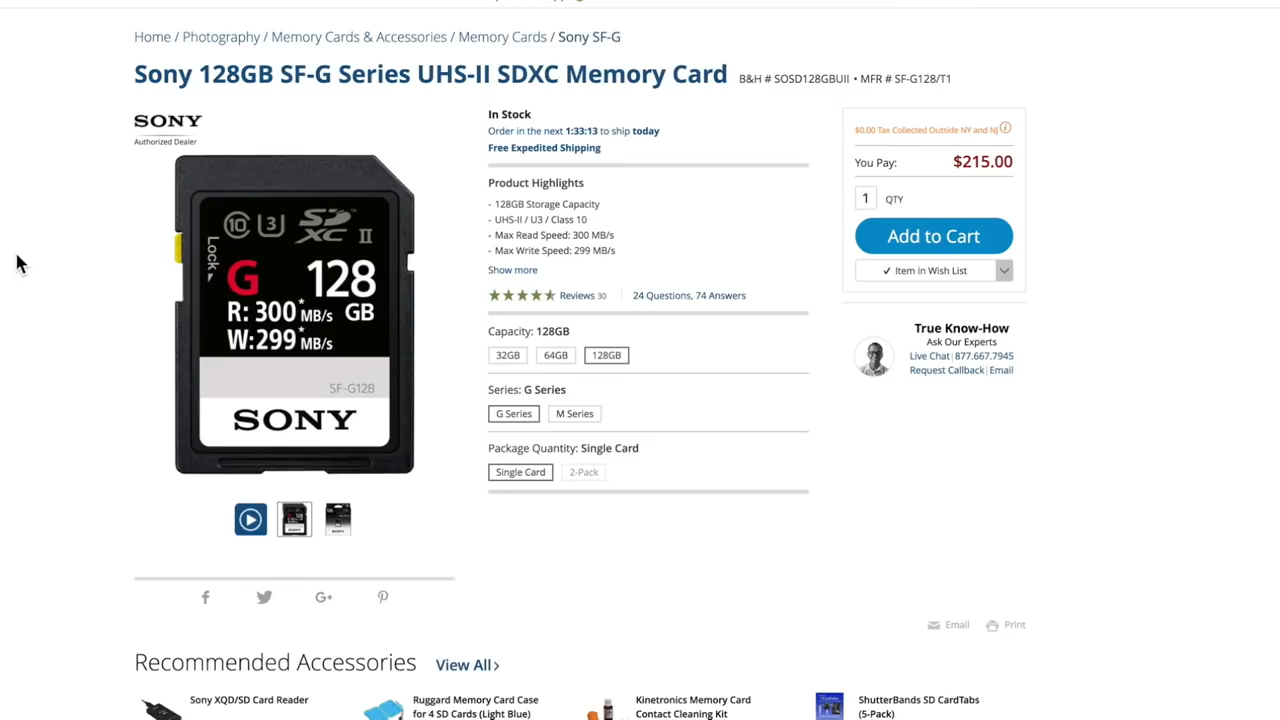 Home / Photography / Memory Cards & Accessories / Memory Cards / Sony SF-G
Sony 128GB SF-G Series UHS-II SDXC Memory Card B&H # SOSD128GBUII • MFR # SF-G128/T1
SONY
Authorized Dealer
10 3 SD XC II
Lock
G 128
R: 300* MB/s GB
W:299* MB/s
SF-G128
SONY
In Stock
Order in the next 1:33:13 to ship today
Free Expedited Shipping
Product Highlights
- 128GB Storage Capacity
- UHS-II / U3 / Class 10
- Max Read Speed: 300 MB/s
- Max Write Speed: 299 MB/s
Show more
Reviews 30 24 Questions, 74 Answers
Capacity: 128GB
32GB 64GB 128GB
Series: G Series
G Series M Series
Package Quantity: Single Card
Single Card 2-Pack
$0.00 Tax Collected Outside NY and NJ
You Pay: $215.00
1 QTY
Add to Cart
✓ Item in Wish List
True Know-How
Ask Our Experts
Live Chat | 877.667.7945
Request Callback | Email
Email Print
Recommended Accessories View All ›
Sony XQD/SD Card Reader
Ruggard Memory Card Case
for 4 SD Cards (Light Blue)
Kinetronics Memory Card
Contact Cleaning Kit
ShutterBands SD CardTabs
(5-Pack)